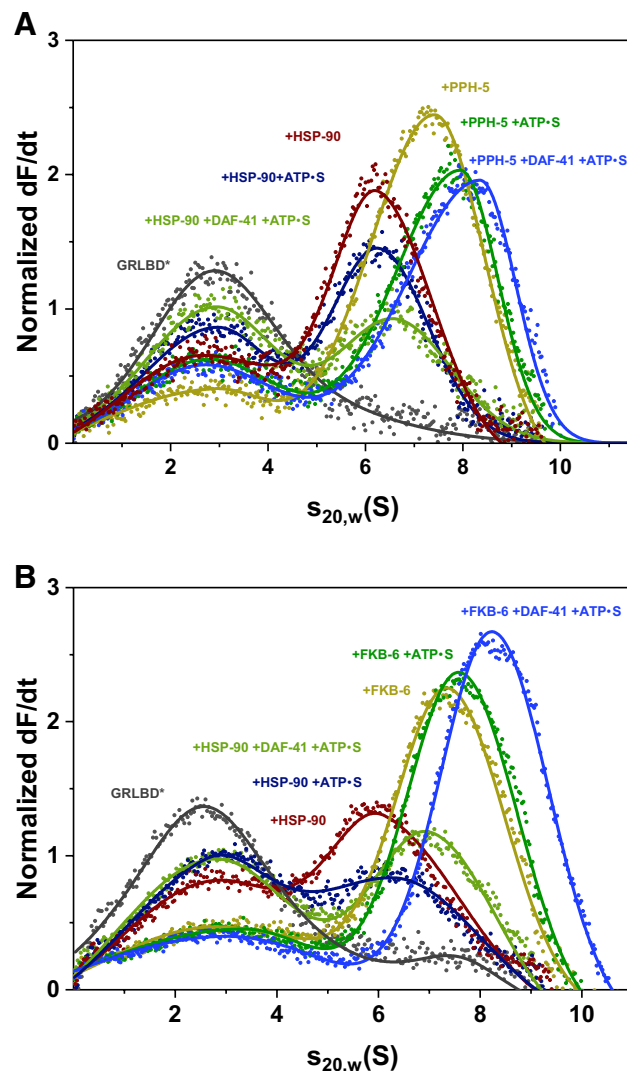 A
3
+PPH-5
+HSP-90
+PPH-5 +ATP•S
+HSP-90+ATP•S
+PPH-5 +DAF-41 +ATP•S
2
+HSP-90 +DAF-41 +ATP•S
GRLBD*
1
0
Normalized dF/dt
2 4 6 8 10
s20,w(S)
B
3
+FKB-6 +DAF-41 +ATP•S
+FKB-6 +ATP•S
+FKB-6
2
+HSP-90 +DAF-41 +ATP•S
+HSP-90 +ATP•S
GRLBD*
+HSP-90
1
0
Normalized dF/dt
2 4 6 8 10
s20,w(S)